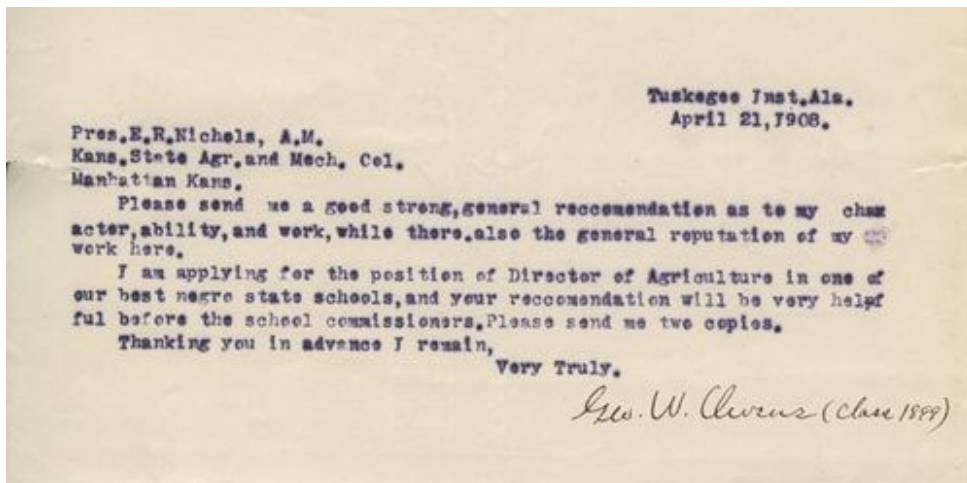 Tuskegee Inst.Ala.
April 21,1908.
Pres.E.R.Nichols, A.M.
Kans.State Agr.and Mech. Col.
Manhattan Kans.
Please send me a good strong,general reccomendation as to my char
acter,ability,and work,while there.also the general reputation of my
work here.
I am applying for the position of Director of Agriculture in one of
our best negro state schools,and your reccomendation will be very helpf
ful before the school commissioners.Please send me two copies.
Thanking you in advance I remain,
Very Truly.
Geo. W. Owens (class 1899)